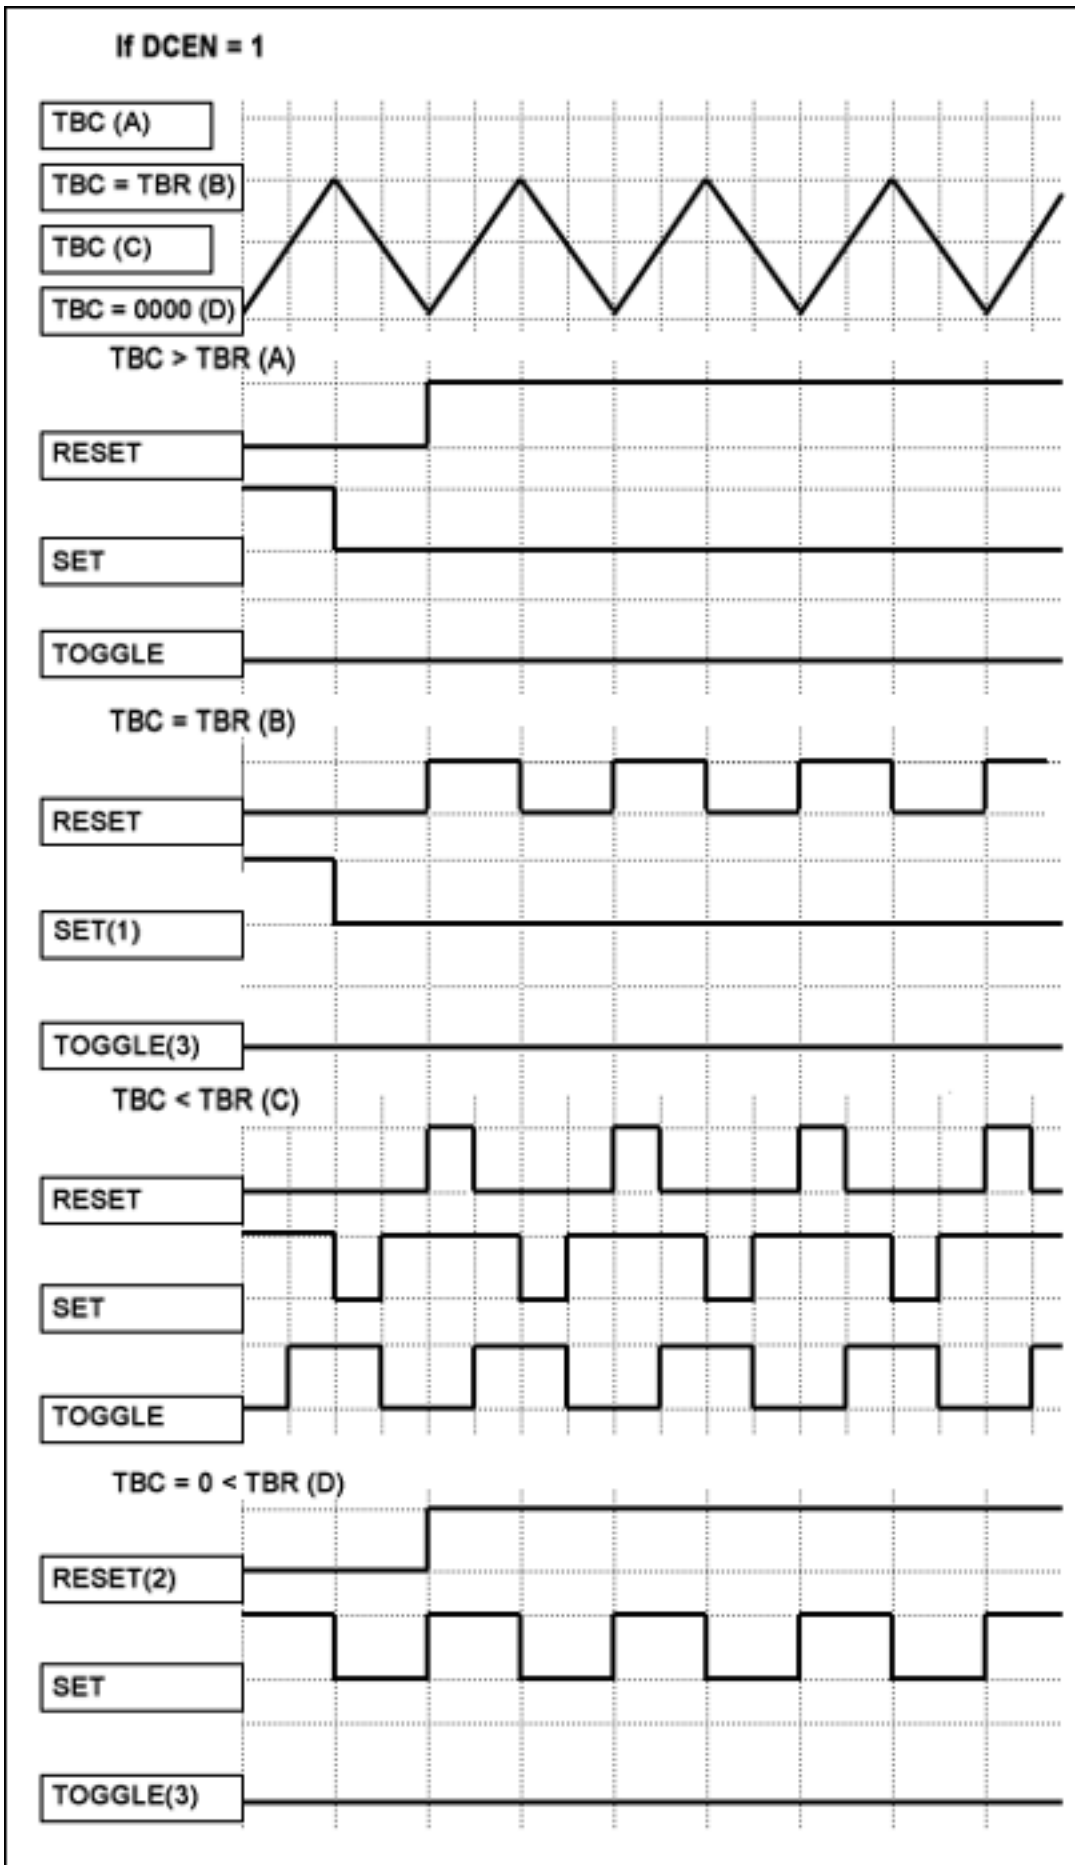 If DCEN = 1
TBC (A)
TBC = TBR (B)
TBC (C)
TBC = 0000 (D)
TBC > TBR (A)
RESET
SET
TOGGLE
TBC = TBR (B)
RESET
SET(1)
TOGGLE(3)
TBC < TBR (C)
RESET
SET
TOGGLE
TBC = 0 < TBR (D)
RESET(2)
SET
TOGGLE(3)